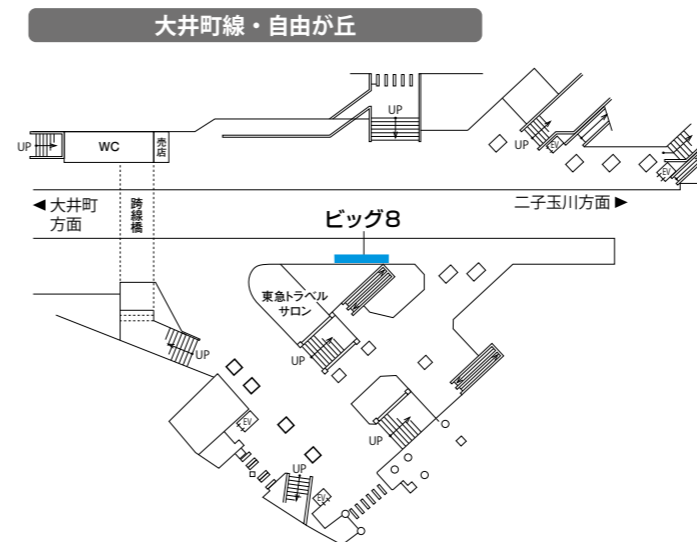 大井町線・自由が丘
UP
UP
WC
売店
UP
EV
EV
◀ 大井町
方面
跨線橋
二子玉川方面 ▶
ビッグ8
東急トラベル
サロン
UP
UP
EV
UP
UP
EV